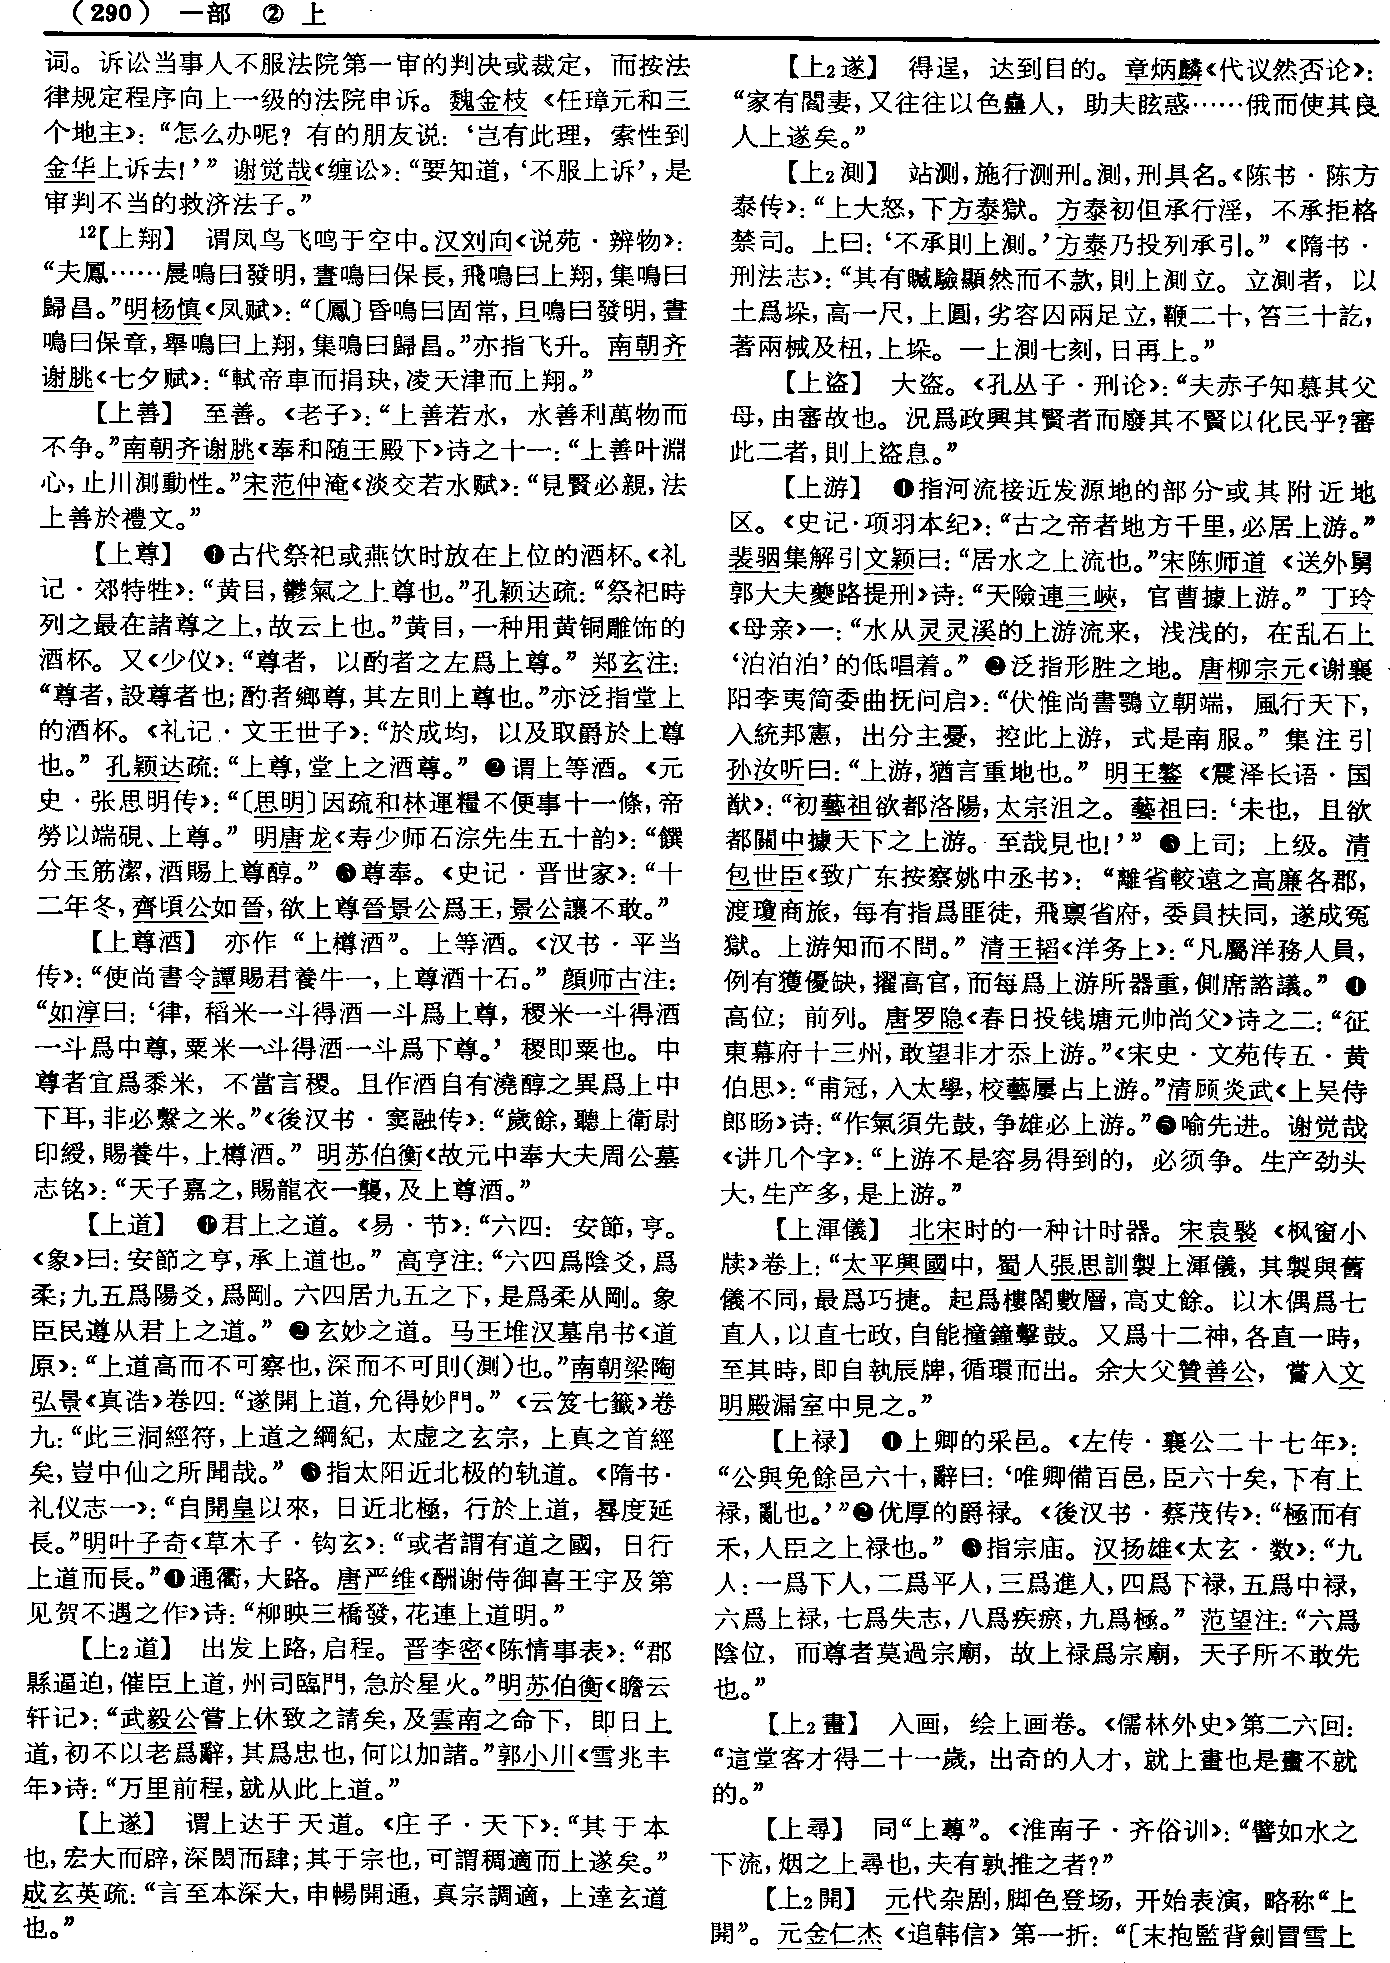 （290） 一部 ② 上
词。诉讼当事人不服法院第一审的判决或裁定，而按法
律规定程序向上一级的法院申诉。魏金枝《任璋元和三
个地主》：“怎么办呢？有的朋友说：‘岂有此理，索性到
金华上诉去！’”谢觉哉《缠讼》：“要知道，‘不服上诉’，是
审判不当的救济法子。”
12【上翔】 谓凤鸟飞鸣于空中。汉刘向《说苑·辨物》：
“夫鳳……晨鳴曰發明，晝鳴曰保長，飛鳴曰上翔，集鳴曰
歸昌。”明杨慎《凤赋》：“〔鳳〕昏鳴曰固常，旦鳴曰發明，晝
鳴曰保章，舉鳴曰上翔，集鳴曰歸昌。”亦指飞升。南朝齐
谢朓《七夕赋》：“軾帝車而捐玦，凌天津而上翔。”
【上善】 至善。《老子》：“上善若水，水善利萬物而
不争。”南朝齐谢朓《奉和随王殿下》诗之十一：“上善叶淵
心，止川測動性。”宋范仲淹《淡交若水赋》：“見賢必親，法
上善於禮文。”
【上尊】 ❶古代祭祀或燕饮时放在上位的酒杯。《礼
记·郊特牲》：“黄目，鬱氣之上尊也。”孔颖达疏：“祭祀時
列之最在諸尊之上，故云上也。”黄目，一种用黄铜雕饰的
酒杯。又《少仪》：“尊者，以酌者之左爲上尊。”郑玄注：
“尊者，設尊者也；酌者鄉尊，其左則上尊也。”亦泛指堂上
的酒杯。《礼记·文王世子》：“於成均，以及取爵於上尊
也。”孔颖达疏：“上尊，堂上之酒尊。”❷谓上等酒。《元
史·张思明传》：“〔思明〕因疏和林運糧不便事十一條，帝
勞以端硯、上尊。”明唐龙《寿少师石淙先生五十韵》：“饌
分玉筋潔，酒賜上尊醇。”❸尊奉。《史记·晋世家》：“十
二年冬，齊頃公如晉，欲上尊晉景公爲王，景公讓不敢。”
【上尊酒】 亦作“上樽酒”。上等酒。《汉书·平当
传》：“使尚書令譚賜君養牛一，上尊酒十石。”顔师古注：
“如淳曰：‘律，稻米一斗得酒一斗爲上尊，稷米一斗得酒
一斗爲中尊，粟米一斗得酒一斗爲下尊。’稷即粟也。中
尊者宜爲黍米，不當言稷。且作酒自有澆醇之異爲上中
下耳，非必繫之米。”《後汉书·窦融传》：“歲餘，聽上衛尉
印綬，賜養牛，上樽酒。”明苏伯衡《故元中奉大夫周公墓
志铭》：“天子嘉之，賜龍衣一襲，及上尊酒。”
【上道】 ❶君上之道。《易·节》：“六四：安節，亨。
《象》曰：安節之亨，承上道也。”高亨注：“六四爲陰爻，爲
柔；九五爲陽爻，爲剛。六四居九五之下，是爲柔从剛。象
臣民遵从君上之道。”❷玄妙之道。马王堆汉墓帛书《道
原》：“上道高而不可察也，深而不可則（測）也。”南朝梁陶
弘景《真诰》卷四：“遂開上道，允得妙門。”《云笈七籤》卷
九：“此三洞經符，上道之綱紀，太虚之玄宗，上真之首經
矣，豈中仙之所聞哉。”❸指太阳近北极的轨道。《隋书·
礼仪志一》：“自開皇以來，日近北極，行於上道，晷度延
長。”明叶子奇《草木子·钩玄》：“或者謂有道之國，日行
上道而長。”❹通衢，大路。唐严维《酬谢侍御喜王宇及第
见贺不遇之作》诗：“柳映三橋發，花連上道明。”
【上2道】 出发上路，启程。晋李密《陈情事表》：“郡
縣逼迫，催臣上道，州司臨門，急於星火。”明苏伯衡《瞻云
轩记》：“武毅公嘗上休致之請矣，及雲南之命下，即日上
道，初不以老爲辭，其爲忠也，何以加諸。”郭小川《雪兆丰
年》诗：“万里前程，就从此上道。”
【上遂】 谓上达于天道。《庄子·天下》：“其于本
也，宏大而辟，深閎而肆；其于宗也，可謂稠適而上遂矣。”
成玄英疏：“言至本深大，申暢開通，真宗調適，上達玄道
也。”
【上2遂】 得逞，达到目的。章炳麟《代议然否论》：
“家有閻妻，又往往以色蠱人，助夫眩惑……俄而使其良
人上遂矣。”
【上2測】 站測，施行测刑。测，刑具名。《陈书·陈方
泰传》：“上大怒，下方泰獄。方泰初但承行淫，不承拒格
禁司。上曰：‘不承則上測。’方泰乃投列承引。”《隋书·
刑法志》：“其有贓驗顯然而不款，則上測立。立測者，以
土爲垛，高一尺，上圓，劣容囚兩足立，鞭二十，笞三十訖，
著兩械及杻，上垛。一上測七刻，日再上。”
【上盗】 大盗。《孔丛子·刑论》：“夫赤子知慕其父
母，由審故也。況爲政興其賢者而廢其不賢以化民乎？審
此二者，則上盜息。”
【上游】 ❶指河流接近发源地的部分或其附近地
区。《史记·项羽本纪》：“古之帝者地方千里，必居上游。”
裴骃集解引文颖曰：“居水之上流也。”宋陈师道《送外舅
郭大夫夔路提刑》诗：“天險連三峽，官曹據上游。”丁玲
《母亲》一：“水从灵灵溪的上游流来，浅浅的，在乱石上
‘泊泊泊’的低唱着。”❷泛指形胜之地。唐柳宗元《谢襄
阳李夷简委曲抚问启》：“伏惟尚書鶚立朝端，風行天下，
入統邦憲，出分主憂，控此上游，式是南服。”集注引
孙汝听曰：“上游，猶言重地也。”明王鏊《震泽长语·国
猷》：“初藝祖欲都洛陽，太宗沮之。藝祖曰：‘未也，且欲
都關中據天下之上游。至哉見也！’”❸上司；上级。清
包世臣《致广东按察姚中丞书》：“離省較遠之高廉各郡，
渡瓊商旅，每有指爲匪徒，飛禀省府，委員扶同，遂成冤
獄。上游知而不問。”清王韬《洋务上》：“凡屬洋務人員，
例有獲優缺，擢高官，而每爲上游所器重，側席諮議。”❹
高位；前列。唐罗隐《春日投钱塘元帅尚父》诗之二：“征
東幕府十三州，敢望非才忝上游。”《宋史·文苑传五·黄
伯思》：“甫冠，入太學，校藝屢占上游。”清顾炎武《上吴侍
郎旸》诗：“作氣須先鼓，争雄必上游。”❺喻先进。谢觉哉
《讲几个字》：“上游不是容易得到的，必须争。生产劲头
大，生产多，是上游。”
【上渾儀】 北宋时的一种计时器。宋袁褧《枫窗小
牍》卷上：“太平興國中，蜀人張思訓製上渾儀，其製與舊
儀不同，最爲巧捷。起爲樓閣數層，高丈餘。以木偶爲七
直人，以直七政，自能撞鐘擊鼓。又爲十二神，各直一時，
至其時，即自執辰牌，循環而出。余大父贊善公，嘗入文
明殿漏室中見之。”
【上禄】 ❶上卿的采邑。《左传·襄公二十七年》：
“公與免餘邑六十，辭曰：‘唯卿備百邑，臣六十矣，下有上
禄，亂也。’”❷优厚的爵禄。《後汉书·蔡茂传》：“極而有
禾，人臣之上禄也。”❸指宗庙。汉扬雄《太玄·数》：“九
人：一爲下人，二爲平人，三爲進人，四爲下禄，五爲中禄，
六爲上禄，七爲失志，八爲疾瘀，九爲極。”范望注：“六爲
陰位，而尊者莫過宗廟，故上禄爲宗廟，天子所不敢先
也。”
【上2畫】 入画，绘上画卷。《儒林外史》第二六回：
“這堂客才得二十一歲，出奇的人才，就上畫也是畫不就
的。”
【上尋】 同“上蕁”。《淮南子·齐俗训》：“譬如水之
下流，烟之上尋也，夫有孰推之者？”
【上2開】 元代杂剧，脚色登场，开始表演，略称“上
開”。元金仁杰《追韩信》第一折：“〔末抱監背劍冒雪上